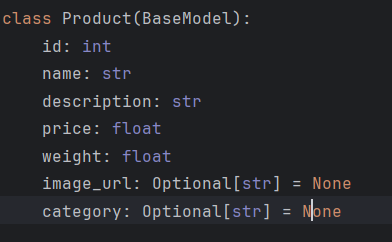 class Product(BaseModel):
    id: int
    name: str
    description: str
    price: float
    weight: float
    image_url: Optional[str] = None
    category: Optional[str] = None